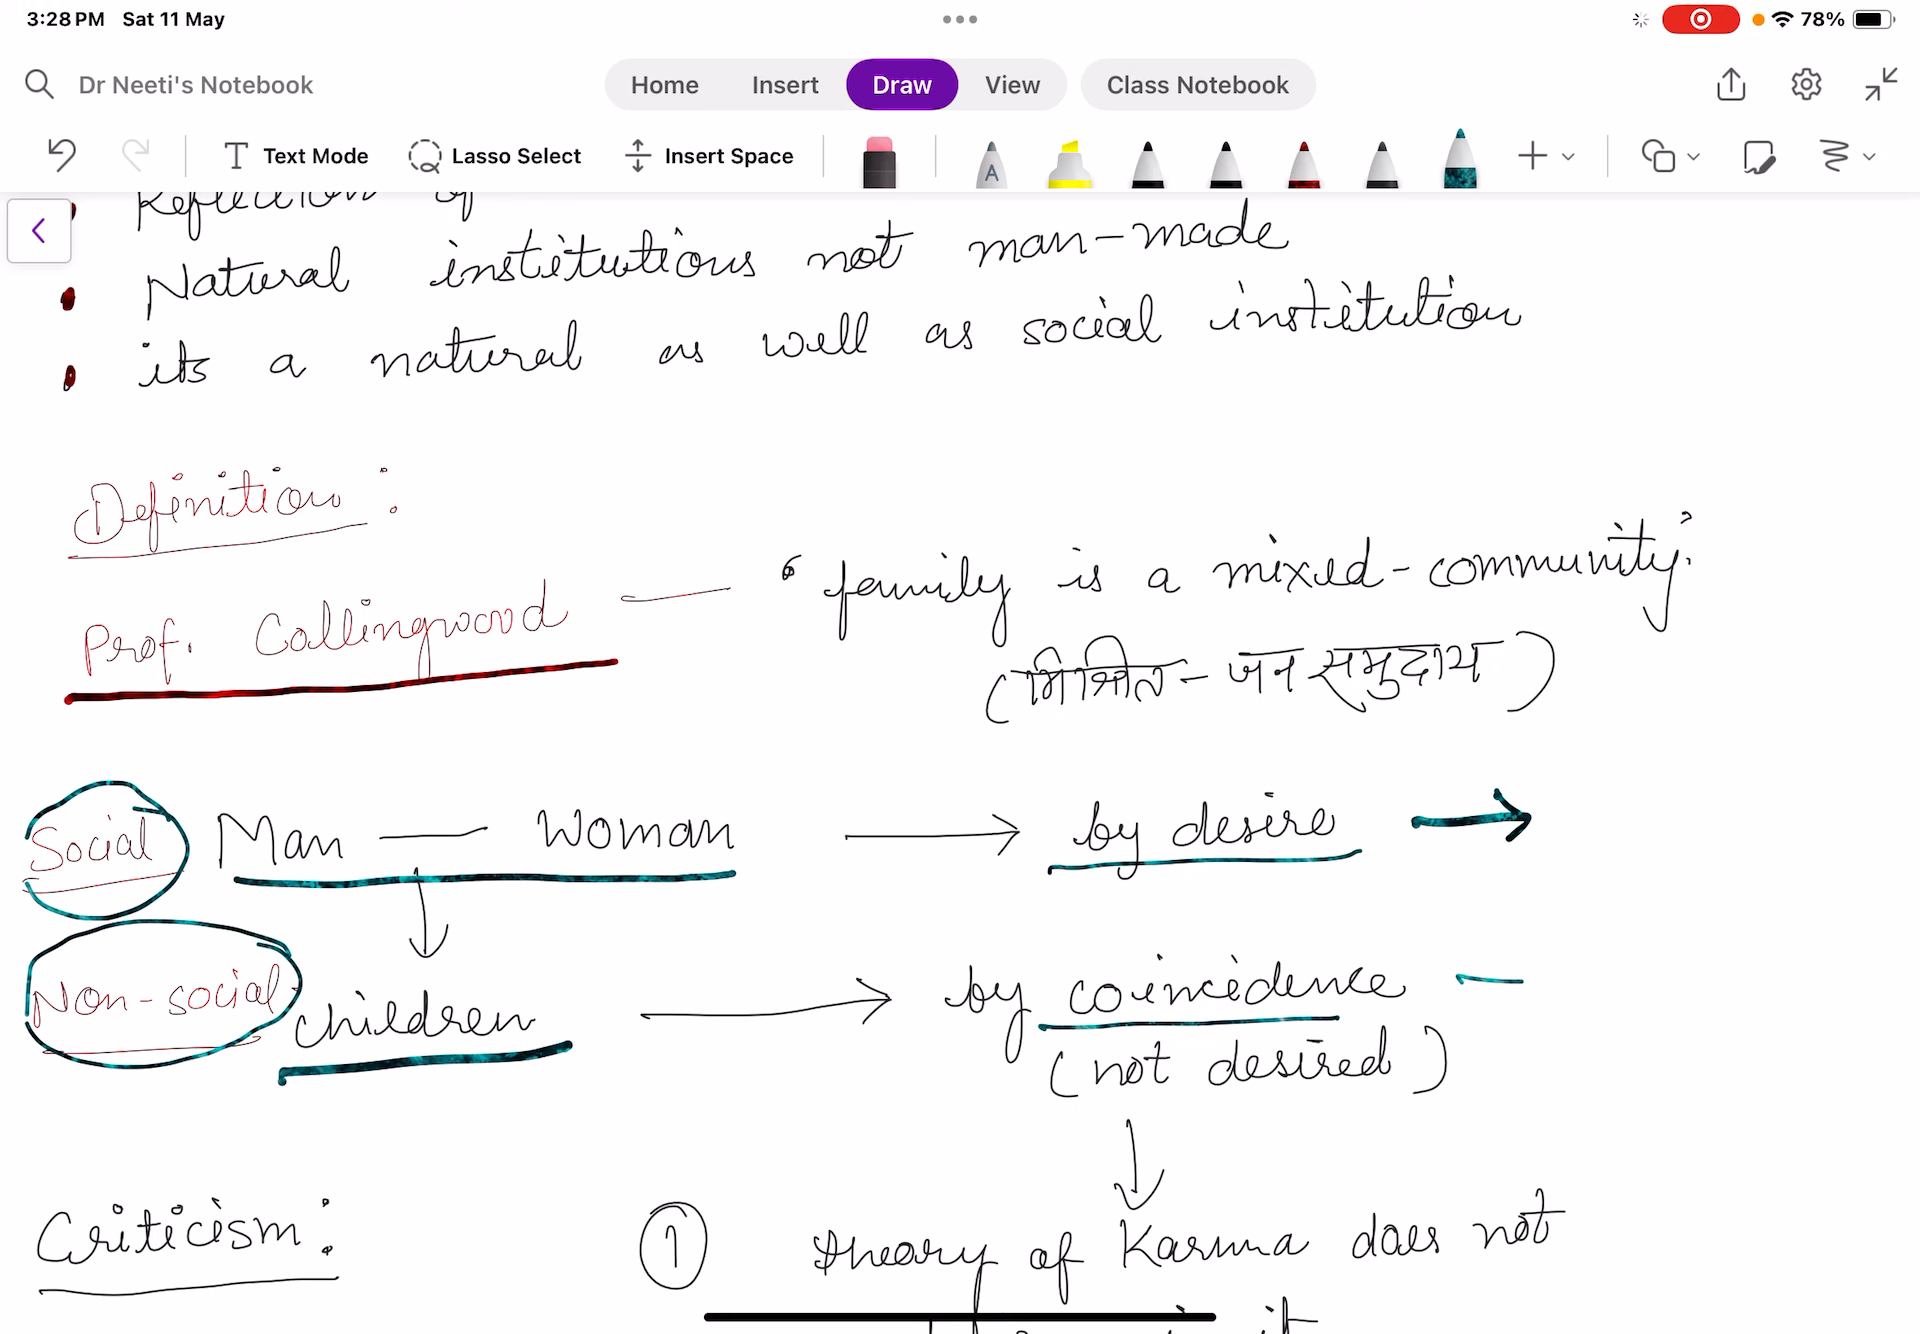 3:28 PM Sat 11 May
78%
Dr Neeti's Notebook
Home Insert Draw View Class Notebook
Text Mode Lasso Select Insert Space
A
Reflection of
Natural institutions not man-made
its a natural as well as social institution
Definition :
Prof. Collingwood — “family is a mixed-community.”
(मिश्रित - जन समुदाय)
Social Man — Woman → by desire →
Non-social children → by coincidence —
(not desired)
Criticism : 1 theory of Karma does not
it